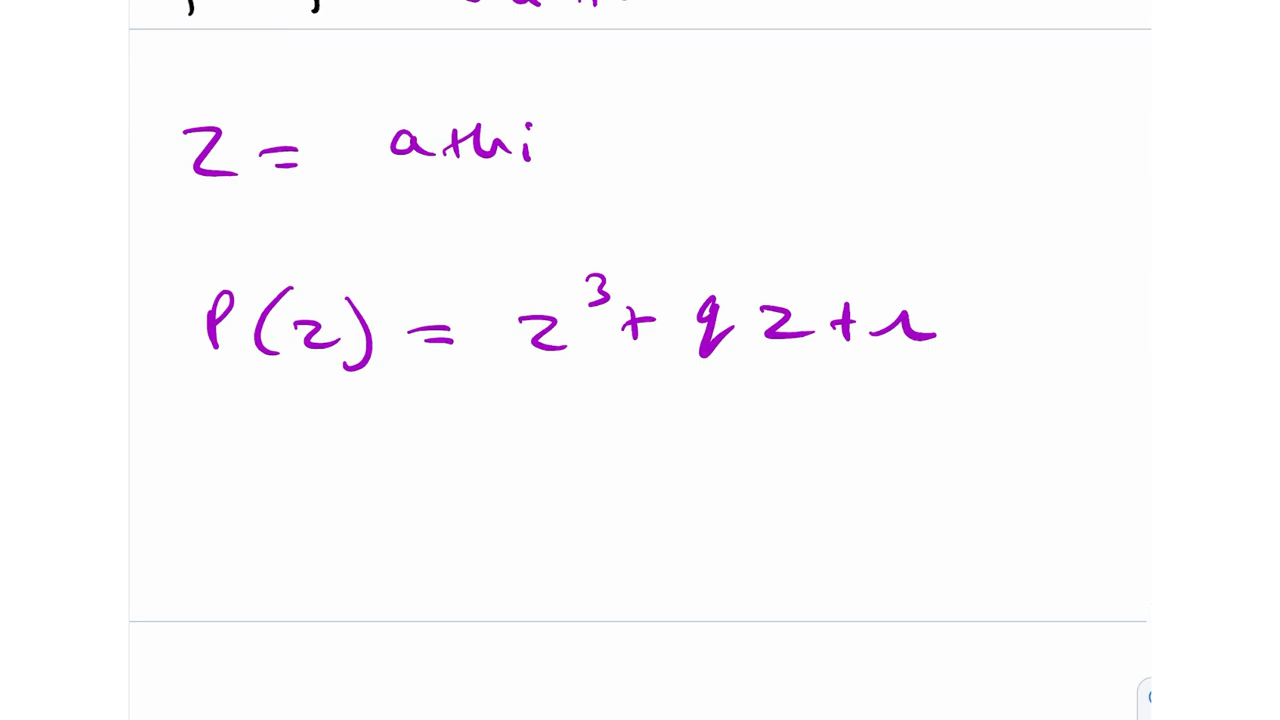 z = a+bi
P(z) = z³ + qz + r